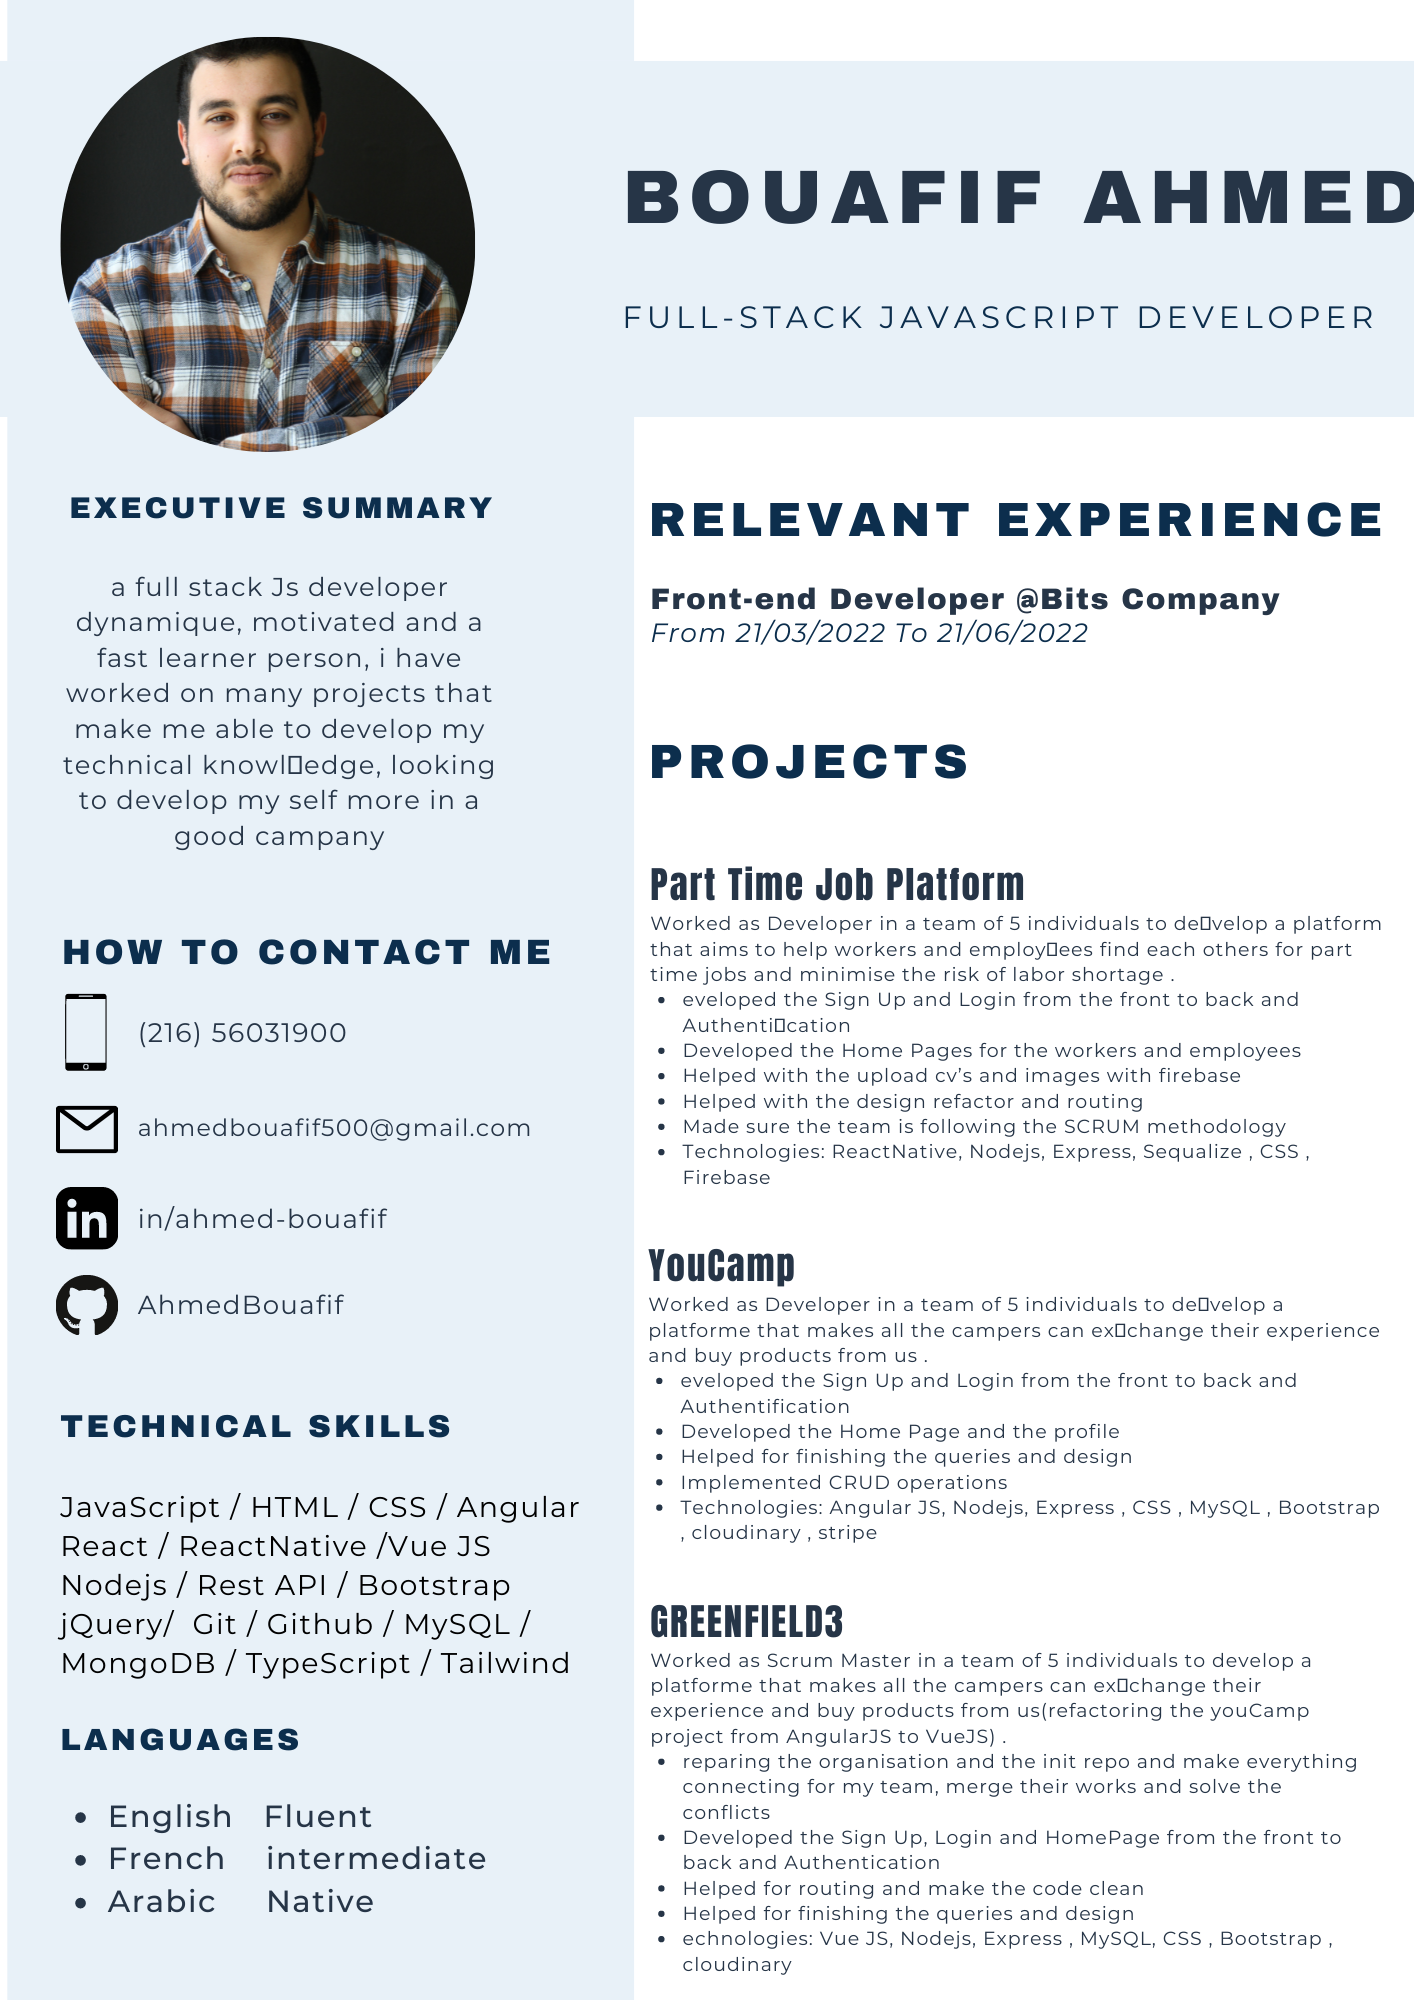 BOUAFIF AHMED
FULL-STACK JAVASCRIPT DEVELOPER
EXECUTIVE SUMMARY
a full stack Js developer
dynamique, motivated and a
fast learner person, i have
worked on many projects that
make me able to develop my
technical knowl▯edge, looking
to develop my self more in a
good campany
HOW TO CONTACT ME
(216) 56031900
ahmedbouafif500@gmail.com
in/ahmed-bouafif
AhmedBouafif
TECHNICAL SKILLS
JavaScript / HTML / CSS / Angular
React / ReactNative /Vue JS
Nodejs / Rest API / Bootstrap
jQuery/ Git / Github / MySQL /
MongoDB / TypeScript / Tailwind
LANGUAGES
• English Fluent
• French intermediate
• Arabic Native
RELEVANT EXPERIENCE
Front-end Developer @Bits Company
From 21/03/2022 To 21/06/2022
PROJECTS
Part Time Job Platform
Worked as Developer in a team of 5 individuals to de▯velop a platform
that aims to help workers and employ▯ees find each others for part
time jobs and minimise the risk of labor shortage .
• eveloped the Sign Up and Login from the front to back and
Authenti▯cation
• Developed the Home Pages for the workers and employees
• Helped with the upload cv’s and images with firebase
• Helped with the design refactor and routing
• Made sure the team is following the SCRUM methodology
• Technologies: ReactNative, Nodejs, Express, Sequalize , CSS ,
Firebase
YouCamp
Worked as Developer in a team of 5 individuals to de▯velop a
platforme that makes all the campers can ex▯change their experience
and buy products from us .
• eveloped the Sign Up and Login from the front to back and
Authentification
• Developed the Home Page and the profile
• Helped for finishing the queries and design
• Implemented CRUD operations
• Technologies: Angular JS, Nodejs, Express , CSS , MySQL , Bootstrap
, cloudinary , stripe
GREENFIELD3
Worked as Scrum Master in a team of 5 individuals to develop a
platforme that makes all the campers can ex▯change their
experience and buy products from us(refactoring the youCamp
project from AngularJS to VueJS) .
• reparing the organisation and the init repo and make everything
connecting for my team, merge their works and solve the
conflicts
• Developed the Sign Up, Login and HomePage from the front to
back and Authentication
• Helped for routing and make the code clean
• Helped for finishing the queries and design
• echnologies: Vue JS, Nodejs, Express , MySQL, CSS , Bootstrap ,
cloudinary